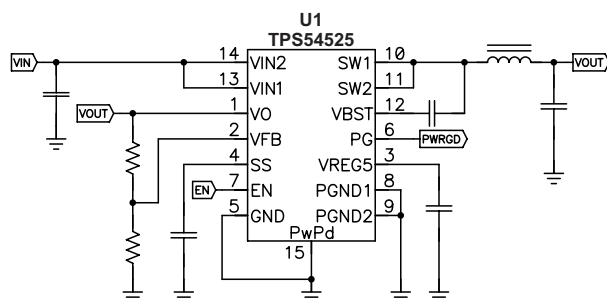 U1
TPS54525
VIN
14 VIN2 SW1 10
13 VIN1 SW2 11
VOUT
VOUT 1 VO VBST 12
2 VFB PG 6 PWRGD
4 SS VREG5 3
EN 7 EN PGND1 8
5 GND PGND2 9
PwPd
15